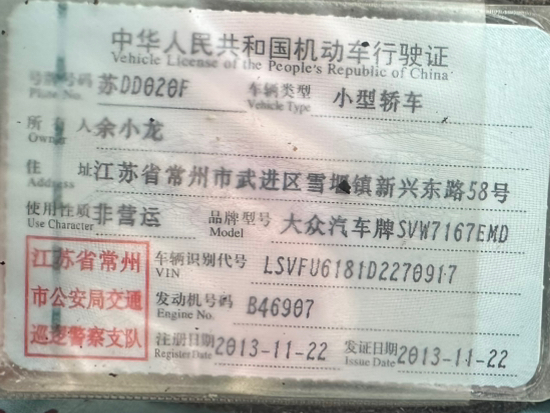 中华人民共和国机动车行驶证
Vehicle License of the People's Republic of China
号牌号码 苏DD020F 车辆类型 小型轿车
Plate No. Vehicle Type
所有人 余小龙
Owner
住址 江苏省常州市武进区雪堰镇新兴东路58号
Address
使用性质 非营运 品牌型号 大众汽车牌SVW7167EMD
Use Character Model
江苏省常州 车辆识别代号 LSVFU6181D2270917
VIN
市公安局交通 发动机号码 B46907
Engine No.
巡逻警察支队 注册日期 2013-11-22 发证日期 2013-11-22
Register Date Issue Date